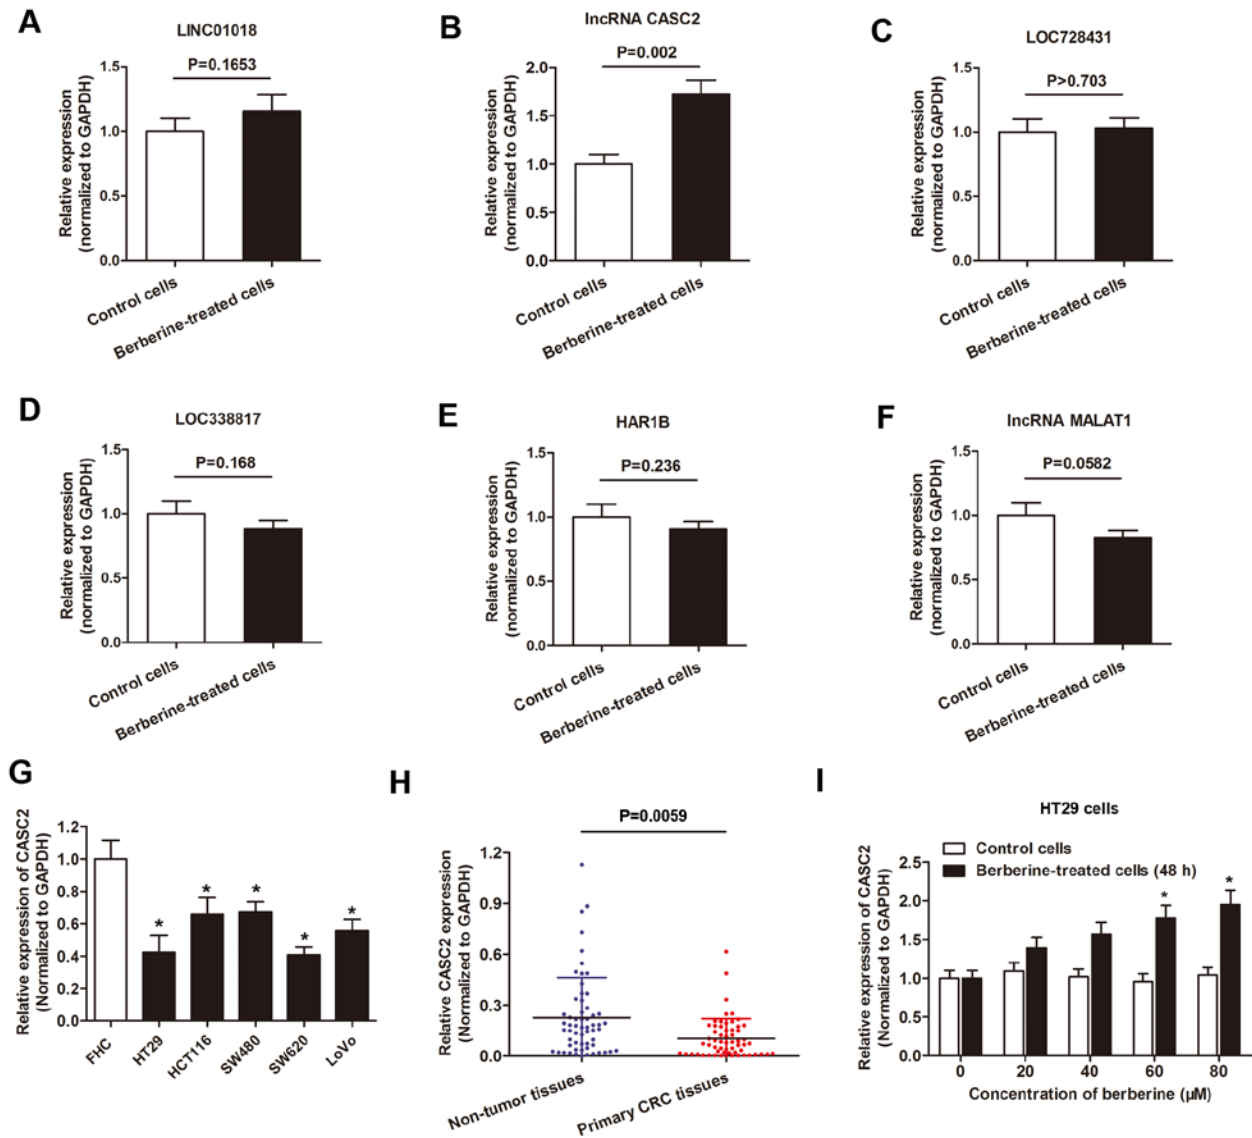 A
LINC01018
P=0.1653
Relative expression
(normalized to GAPDH)
1.5
1.0
0.5
0.0
Control cells
Berberine-treated cells
B
lncRNA CASC2
P=0.002
Relative expression
(normalized to GAPDH)
2.0
1.5
1.0
0.5
0.0
Control cells
Berberine-treated cells
C
LOC728431
P>0.703
Relative expression
(normalized to GAPDH)
1.5
1.0
0.5
0.0
Control cells
Berberine-treated cells
D
LOC338817
P=0.168
Relative expression
(normalized to GAPDH)
1.5
1.0
0.5
0.0
Control cells
Berberine-treated cells
E
HAR1B
P=0.236
Relative expression
(normalized to GAPDH)
1.5
1.0
0.5
0.0
Control cells
Berberine-treated cells
F
lncRNA MALAT1
P=0.0582
Relative expression
(normalized to GAPDH)
1.5
1.0
0.5
0.0
Control cells
Berberine-treated cells
G
Relative expression of CASC2
(Normalized to GAPDH)
1.2
1.0
0.8
0.6
0.4
0.2
0.0
* * * * *
FHC
HT29
HCT116
SW480
SW620
LoVo
H
P=0.0059
Relative CASC2 expression
(Normalized to GAPDH)
1.2
0.9
0.6
0.3
0.0
Non-tumor tissues
Primary CRC tissues
I
HT29 cells
Control cells
Berberine-treated cells (48 h)
Relative expression of CASC2
(Normalized to GAPDH)
2.5
2.0
1.5
1.0
0.5
0.0
* *
0 20 40 60 80
Concentration of berberine (μM)